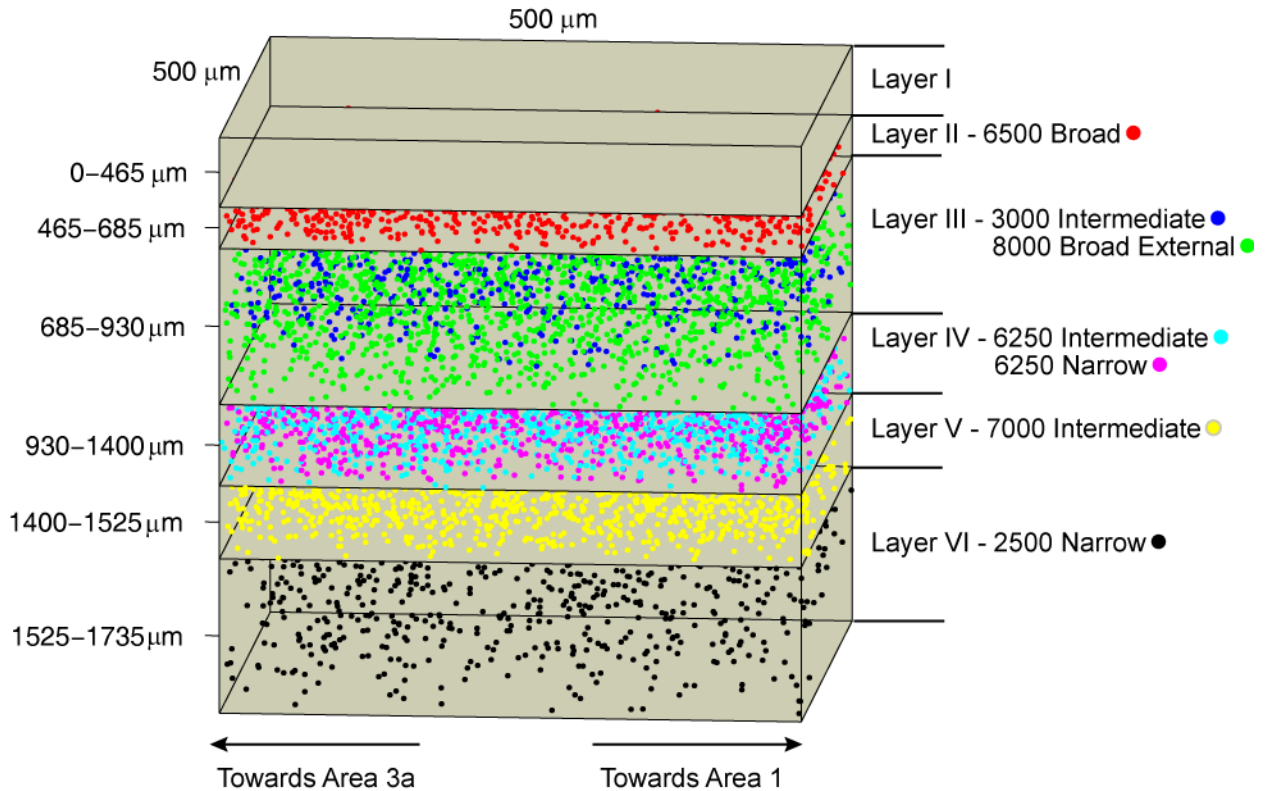 500 μm
500 μm
Layer I
Layer II - 6500 Broad
0–465 μm
Layer III - 3000 Intermediate
8000 Broad External
465–685 μm
685–930 μm
Layer IV - 6250 Intermediate
6250 Narrow
930–1400 μm
Layer V - 7000 Intermediate
1400–1525 μm
Layer VI - 2500 Narrow
1525–1735 μm
Towards Area 3a
Towards Area 1